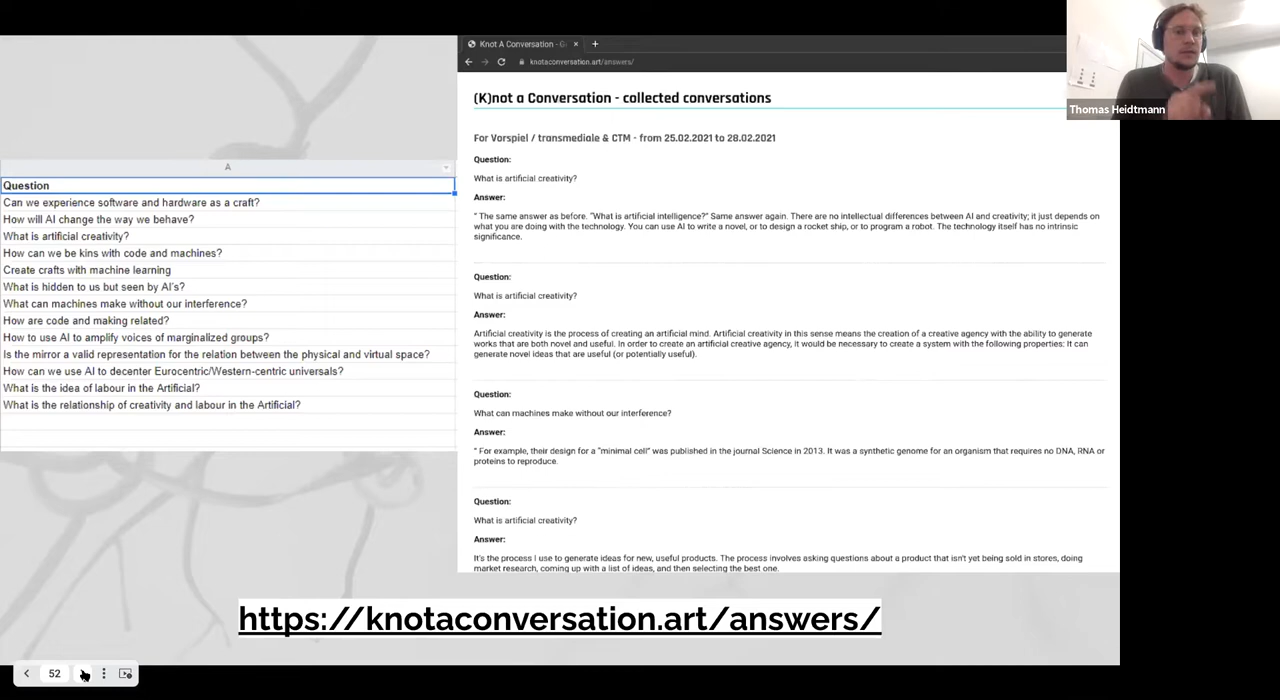 Knot A Conversation - G
knotaconversation.art/answers/
Thomas Heidtmann
(K)not a Conversation - collected conversations
For Vorspiel / transmediale & CTM - from 25.02.2021 to 28.02.2021
Question:
What is artificial creativity?
Answer:
" The same answer as before. "What is artificial intelligence?" Same answer again. There are no intellectual differences between AI and creativity; it just depends on
what you are doing with the technology. You can use AI to write a novel, or to design a rocket ship, or to program a robot. The technology itself has no intrinsic
significance.
Question:
What is artificial creativity?
Answer:
Artificial creativity is the process of creating an artificial mind. Artificial creativity in this sense means the creation of a creative agency with the ability to generate
works that are both novel and useful. In order to create an artificial creative agency, it would be necessary to create a system with the following properties: It can
generate novel ideas that are useful (or potentially useful).
Question:
What can machines make without our interference?
Answer:
" For example, their design for a "minimal cell" was published in the journal Science in 2013. It was a synthetic genome for an organism that requires no DNA, RNA or
proteins to reproduce.
Question:
What is artificial creativity?
Answer:
It's the process I use to generate ideas for new, useful products. The process involves asking questions about a product that isn't yet being sold in stores, doing
market research, coming up with a list of ideas, and then selecting the best one.
A
Question
Can we experience software and hardware as a craft?
How will AI change the way we behave?
What is artificial creativity?
How can we be kins with code and machines?
Create crafts with machine learning
What is hidden to us but seen by AI's?
What can machines make without our interference?
How are code and making related?
How to use AI to amplify voices of marginalized groups?
Is the mirror a valid representation for the relation between the physical and virtual space?
How can we use AI to decenter Eurocentric/Western-centric universals?
What is the idea of labour in the Artificial?
What is the relationship of creativity and labour in the Artificial?
https://knotaconversation.art/answers/
52